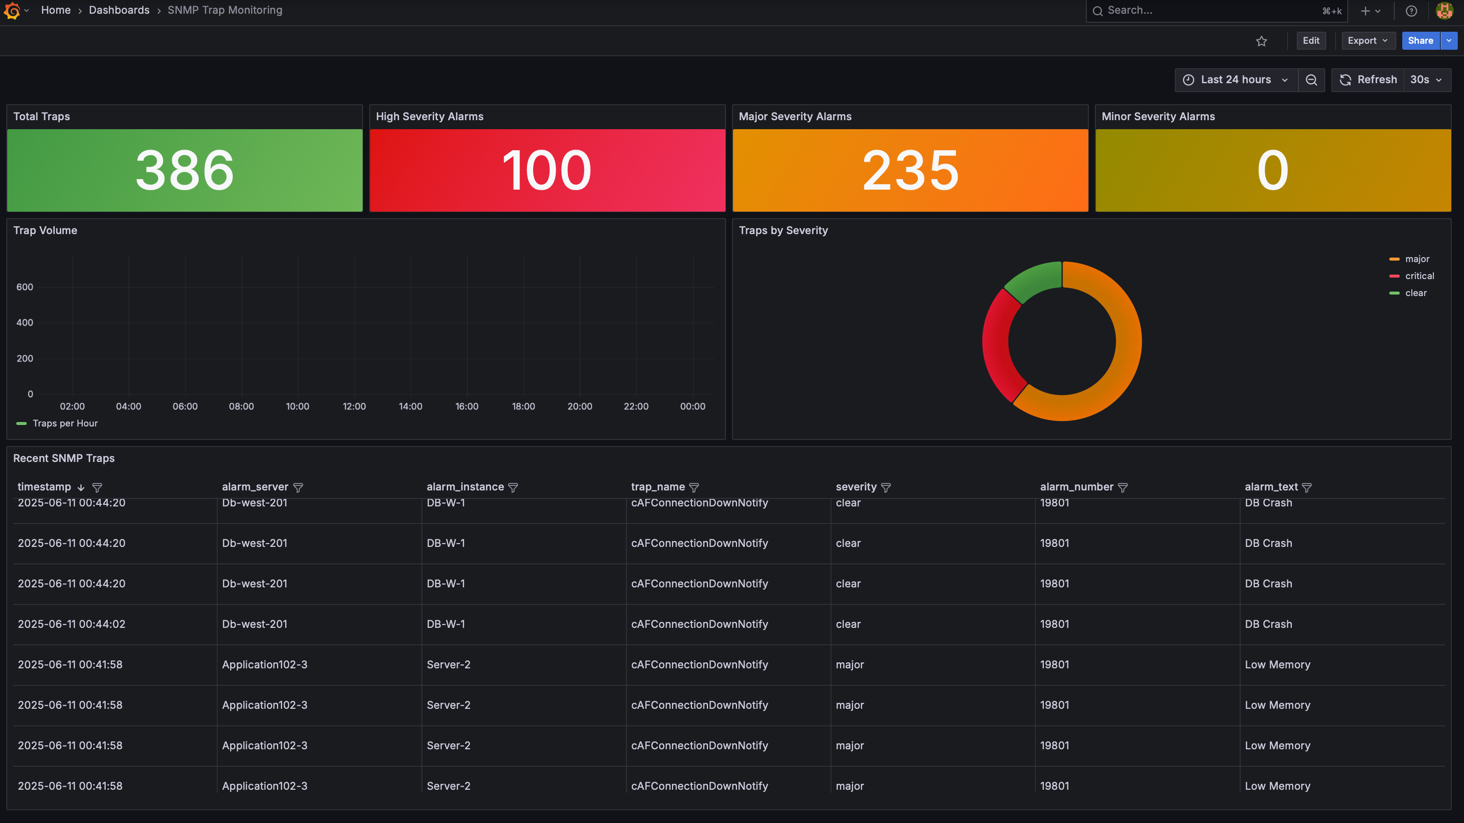 Home › Dashboards › SNMP Trap Monitoring
Search... ⌘+k
Edit Export Share
Last 24 hours Refresh 30s
Total Traps High Severity Alarms Major Severity Alarms Minor Severity Alarms
386 100 235 0
Trap Volume Traps by Severity
major
critical
clear
600
400
200
0
02:00 04:00 06:00 08:00 10:00 12:00 14:00 16:00 18:00 20:00 22:00 00:00
Traps per Hour
Recent SNMP Traps
timestamp alarm_server alarm_instance trap_name severity alarm_number alarm_text
2025-06-11 00:44:20 Db-west-201 DB-W-1 cAFConnectionDownNotify clear 19801 DB Crash
2025-06-11 00:44:20 Db-west-201 DB-W-1 cAFConnectionDownNotify clear 19801 DB Crash
2025-06-11 00:44:20 Db-west-201 DB-W-1 cAFConnectionDownNotify clear 19801 DB Crash
2025-06-11 00:44:02 Db-west-201 DB-W-1 cAFConnectionDownNotify clear 19801 DB Crash
2025-06-11 00:41:58 Application102-3 Server-2 cAFConnectionDownNotify major 19801 Low Memory
2025-06-11 00:41:58 Application102-3 Server-2 cAFConnectionDownNotify major 19801 Low Memory
2025-06-11 00:41:58 Application102-3 Server-2 cAFConnectionDownNotify major 19801 Low Memory
2025-06-11 00:41:58 Application102-3 Server-2 cAFConnectionDownNotify major 19801 Low Memory